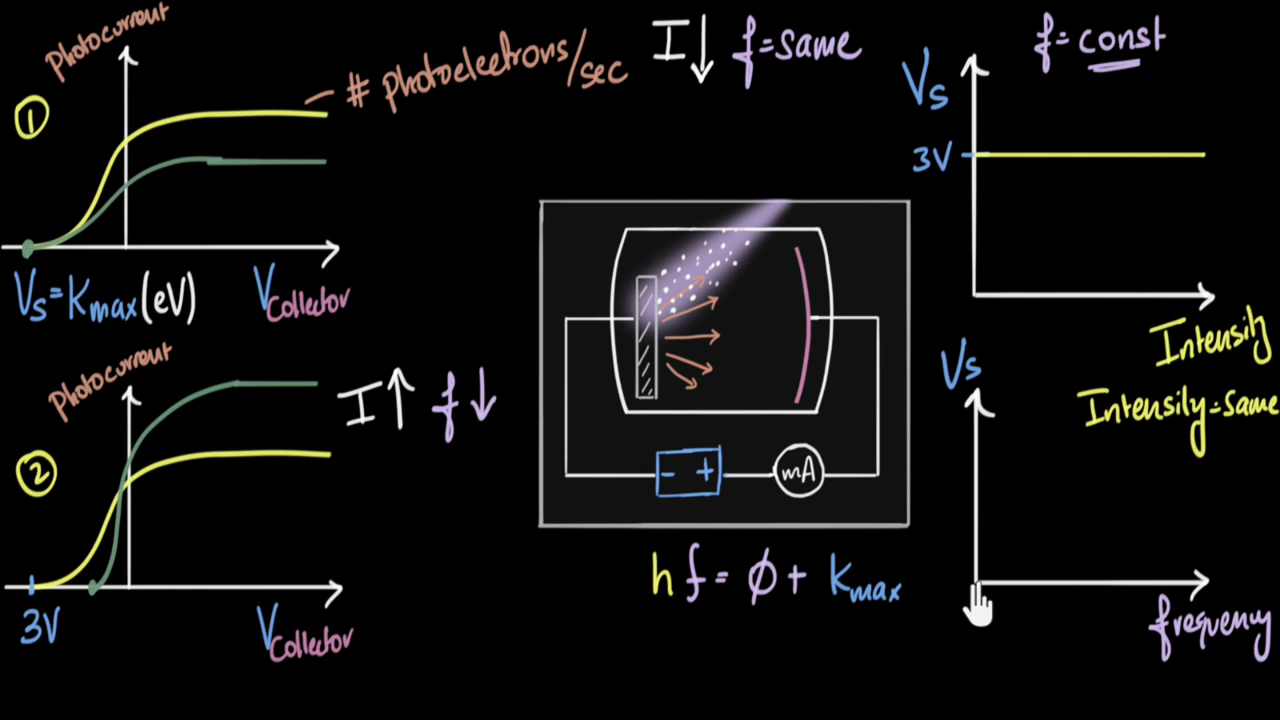 Photocurrent
①
# photoelectrons/sec
I↓ f=same
f=const
Vs
3V
Intensity
Vs=Kmax(eV)
VCollector
Photocurrent
②
I↑ f↓
3V
VCollector
- +
mA
hf=Ø+Kmax
Vs
Intensity=same
frequency